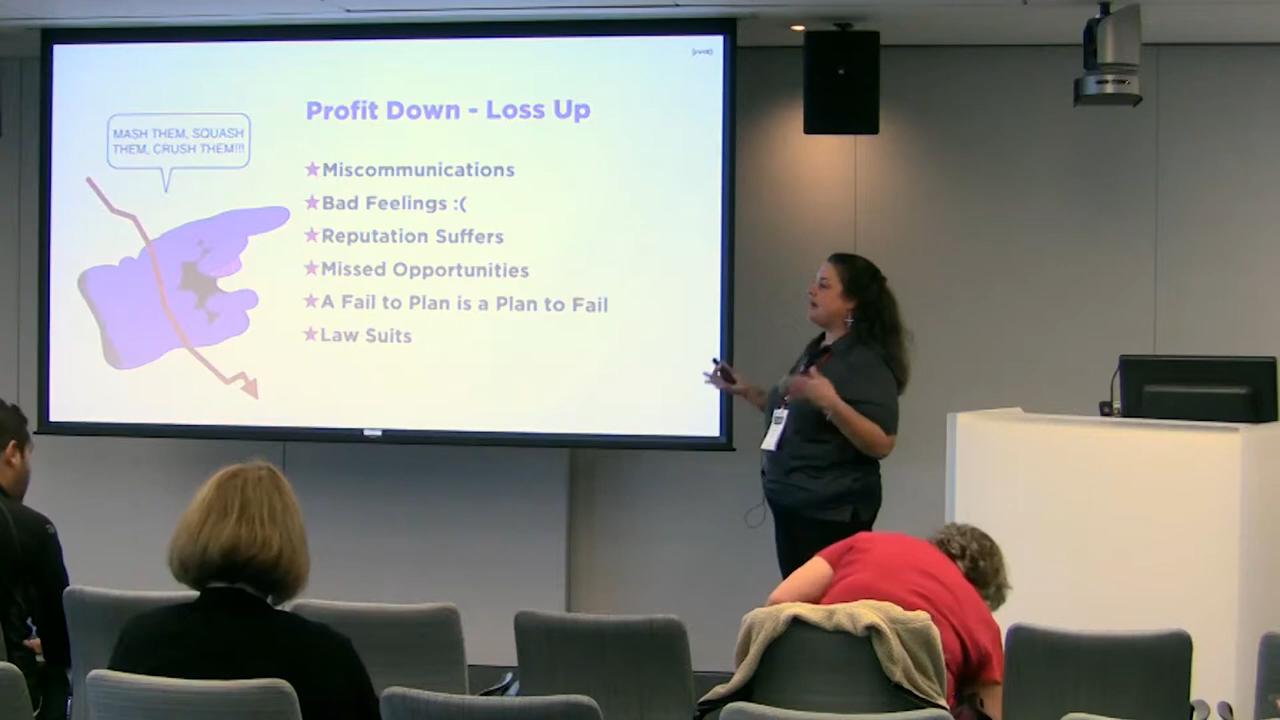 Profit Down - Loss Up
MASH THEM, SQUASH
THEM, CRUSH THEM!!!
★Miscommunications
★Bad Feelings :(
★Reputation Suffers
★Missed Opportunities
★A Fail to Plan is a Plan to Fail
★Law Suits